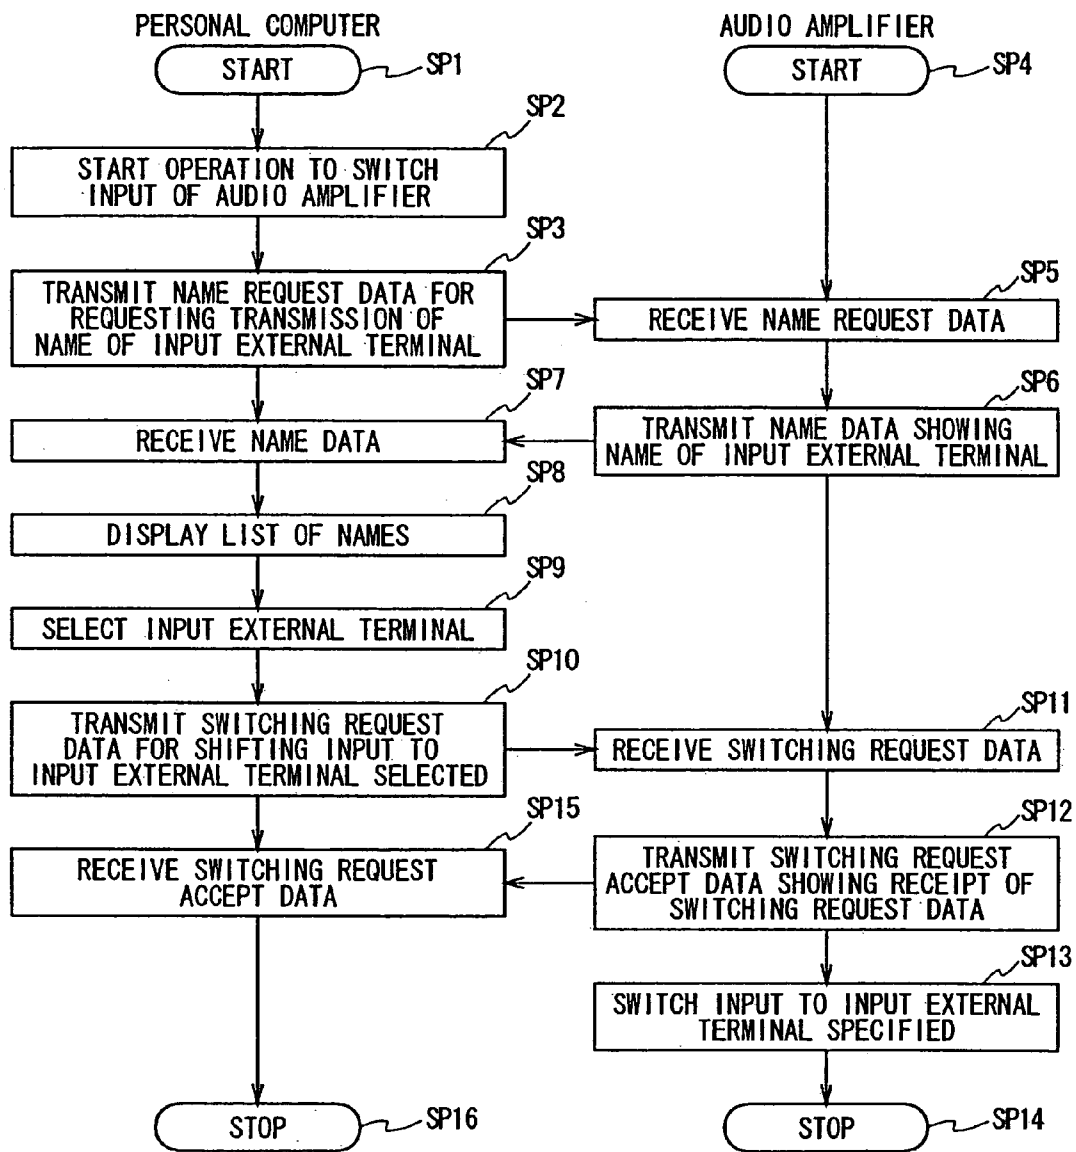 PERSONAL COMPUTER
START
SP1
SP2
START OPERATION TO SWITCH
INPUT OF AUDIO AMPLIFIER
SP3
TRANSMIT NAME REQUEST DATA FOR
REQUESTING TRANSMISSION OF
NAME OF INPUT EXTERNAL TERMINAL
SP7
RECEIVE NAME DATA
SP8
DISPLAY LIST OF NAMES
SP9
SELECT INPUT EXTERNAL TERMINAL
SP10
TRANSMIT SWITCHING REQUEST
DATA FOR SHIFTING INPUT TO
INPUT EXTERNAL TERMINAL SELECTED
SP15
RECEIVE SWITCHING REQUEST
ACCEPT DATA
STOP
SP16
AUDIO AMPLIFIER
START
SP4
SP5
RECEIVE NAME REQUEST DATA
SP6
TRANSMIT NAME DATA SHOWING
NAME OF INPUT EXTERNAL TERMINAL
SP11
RECEIVE SWITCHING REQUEST DATA
SP12
TRANSMIT SWITCHING REQUEST
ACCEPT DATA SHOWING RECEIPT OF
SWITCHING REQUEST DATA
SP13
SWITCH INPUT TO INPUT EXTERNAL
TERMINAL SPECIFIED
STOP
SP14